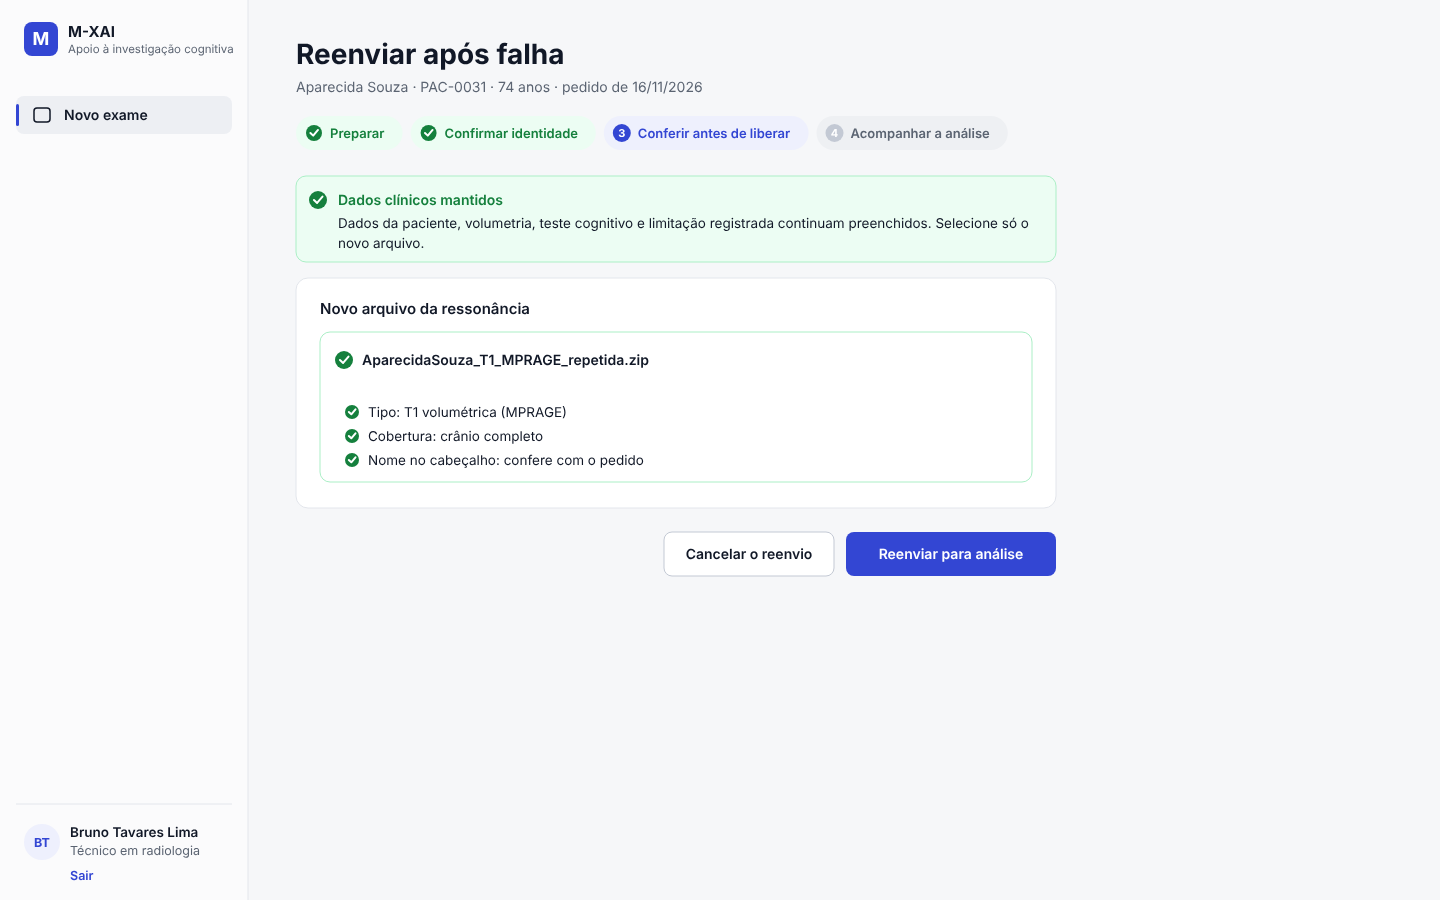 M
M-XAI
Apoio à investigação cognitiva
Novo exame
Reenviar após falha
Aparecida Souza · PAC-0031 · 74 anos · pedido de 16/11/2026
Preparar
Confirmar identidade
3 Conferir antes de liberar
4 Acompanhar a análise
Dados clínicos mantidos
Dados da paciente, volumetria, teste cognitivo e limitação registrada continuam preenchidos. Selecione só o
novo arquivo.
Novo arquivo da ressonância
AparecidaSouza_T1_MPRAGE_repetida.zip
Tipo: T1 volumétrica (MPRAGE)
Cobertura: crânio completo
Nome no cabeçalho: confere com o pedido
Cancelar o reenvio
Reenviar para análise
BT
Bruno Tavares Lima
Técnico em radiologia
Sair